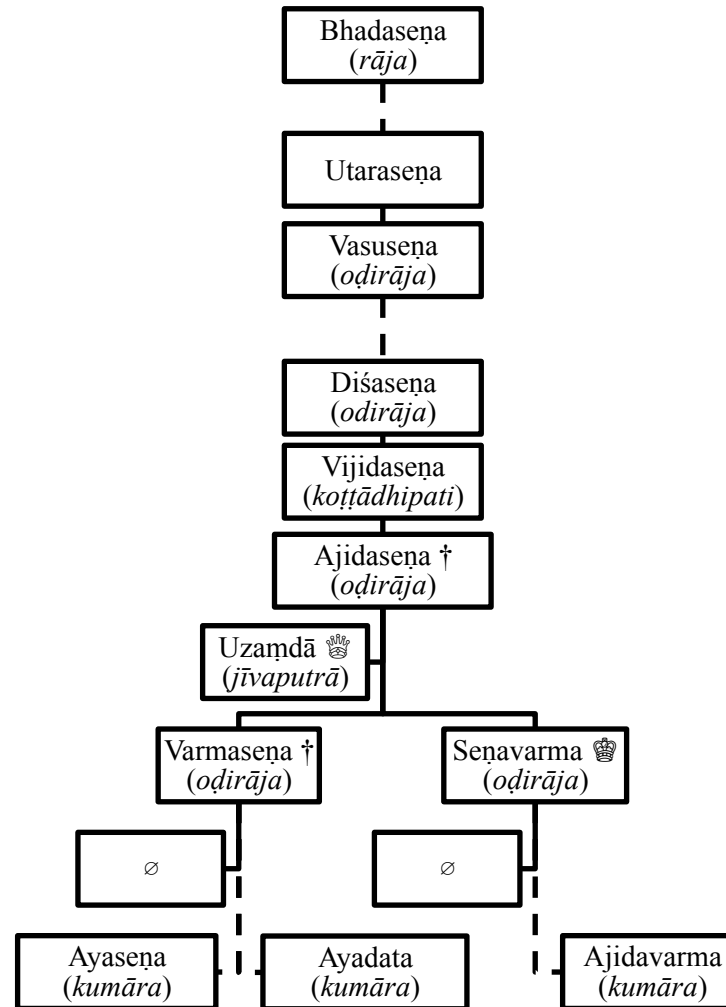 Bhadaseṇa
(rāja)
Utaraseṇa
Vasuseṇa
(oḍirāja)
Diśaseṇa
(odirāja)
Vijidaseṇa
(koṭṭādhipati)
Ajidaseṇa †
(oḍirāja)
Uzaṃdā ♕
(jīvaputrā)
Varmaseṇa †
(oḍirāja)
Seṇavarma ♚
(oḍirāja)
∅
∅
Ayaseṇa
(kumāra)
Ayadata
(kumāra)
Ajidavarma
(kumāra)